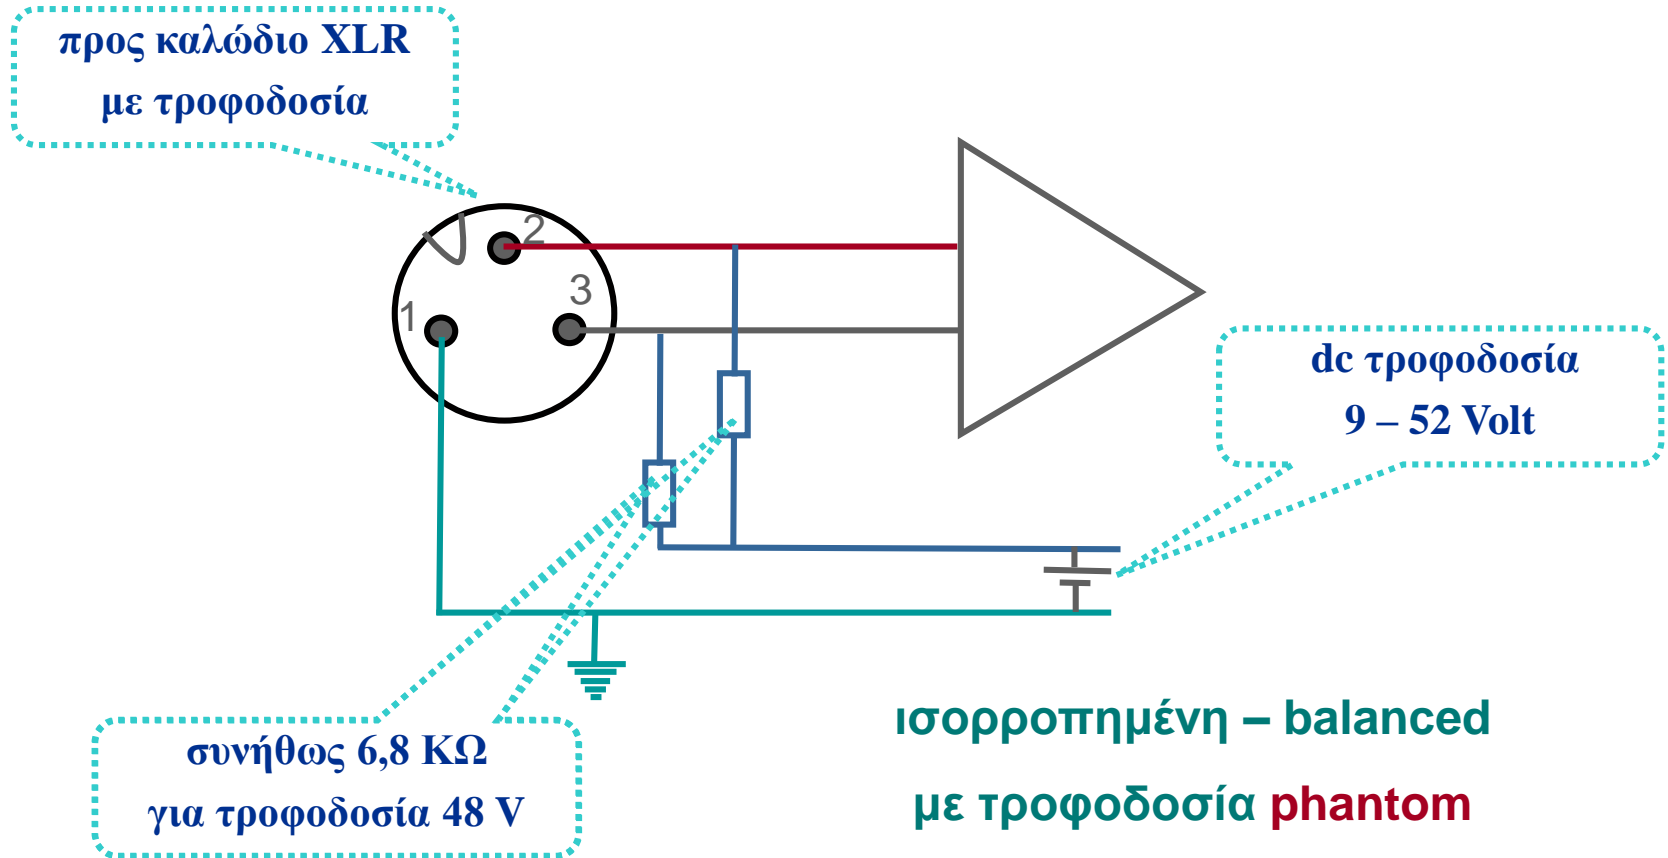 προς καλώδιο XLR
με τροφοδοσία
2
3
1
dc τροφοδοσία
9 – 52 Volt
συνήθως 6,8 ΚΩ
για τροφοδοσία 48 V
ισορροπημένη – balanced
με τροφοδοσία phantom